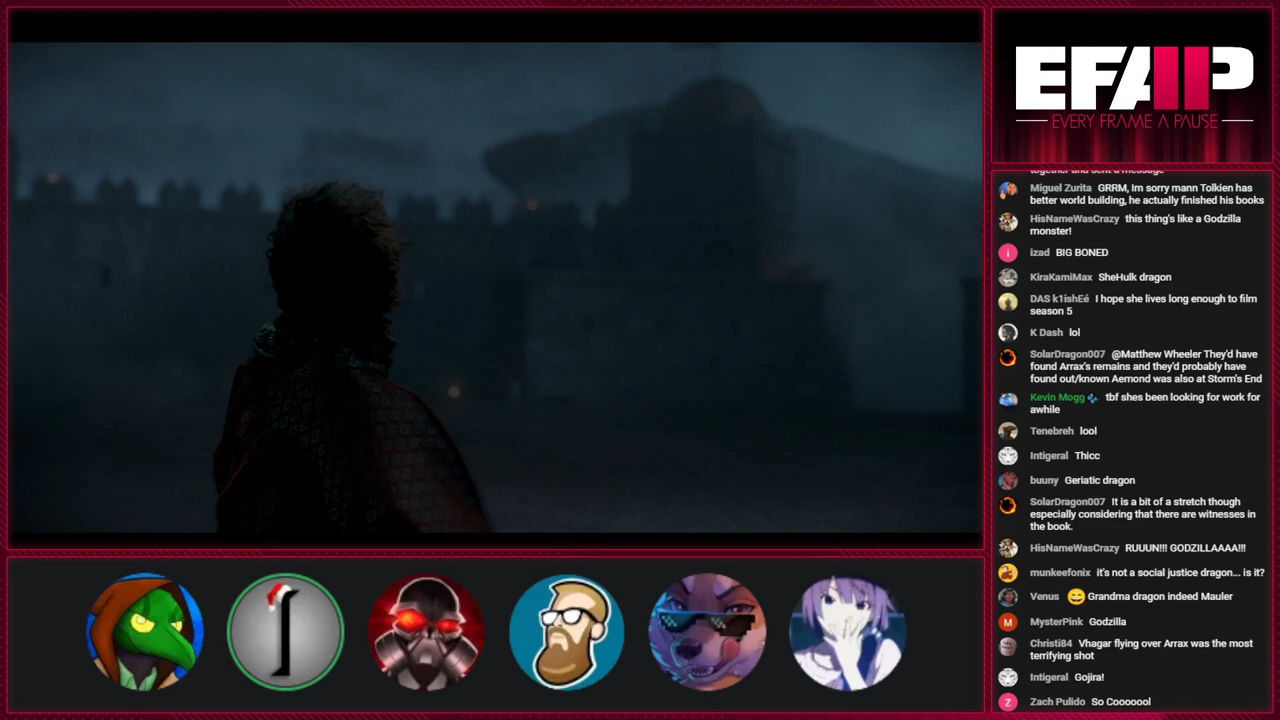 EFAP
EVERY FRAME A PAUSE
together and sent a message
Miguel Zurita GRRM, Im sorry mann Tolkien has
better world building, he actually finished his books
HisNameWasCrazy this thing's like a Godzilla
monster!
i
izad BIG BONED
KiraKamiMax SheHulk dragon
DAS k1ishEé I hope she lives long enough to film
season 5
K Dash lol
SolarDragon007 @Matthew Wheeler They'd have
found Arrax's remains and they'd probably have
found out/known Aemond was also at Storm's End
Kevin Mogg tbf shes been looking for work for
awhile
Tenebreh lool
Intigeral Thicc
buuny Geriatic dragon
SolarDragon007 It is a bit of a stretch though
especially considering that there are witnesses in
the book.
HisNameWasCrazy RUUUN!!! GODZILLAAAA!!!
munkeefonix it's not a social justice dragon... is it?
Venus 😄 Grandma dragon indeed Mauler
M
MysterPink Godzilla
Christi84 Vhagar flying over Arrax was the most
terrifying shot
Intigeral Gojira!
Z
Zach Pulido So Cooooool